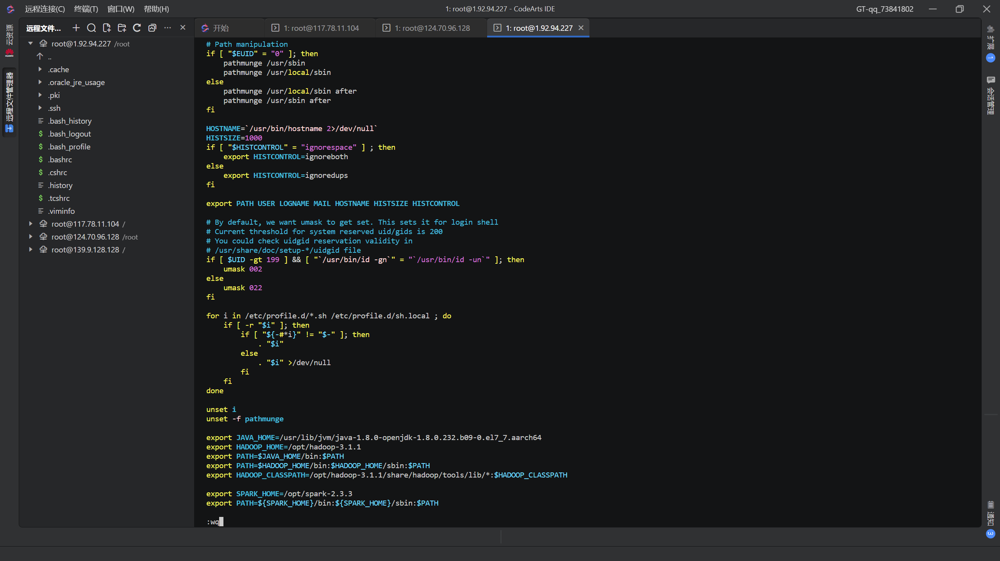 远程连接(C) 终端(T) 窗口(W) 帮助(H)
1: root@1.92.94.227 - CodeArts IDE
GT-qq_73841802
云资源
HUAWEI
远程文件管理器
远程文件...
root@1.92.94.227 /root
..
.cache
.oracle_jre_usage
.pki
.ssh
.bash_history
.bash_logout
.bash_profile
.bashrc
.cshrc
.history
.tcshrc
.viminfo
root@117.78.11.104 /
root@124.70.96.128 /root
root@139.9.128.128 /
开始
1: root@117.78.11.104
1: root@124.70.96.128
1: root@1.92.94.227
# Path manipulation
if [ "$EUID" = "0" ]; then
    pathmunge /usr/sbin
    pathmunge /usr/local/sbin
else
    pathmunge /usr/local/sbin after
    pathmunge /usr/sbin after
fi
HOSTNAME=`/usr/bin/hostname 2>/dev/null`
HISTSIZE=1000
if [ "$HISTCONTROL" = "ignorespace" ] ; then
    export HISTCONTROL=ignoreboth
else
    export HISTCONTROL=ignoredups
fi
export PATH USER LOGNAME MAIL HOSTNAME HISTSIZE HISTCONTROL
# By default, we want umask to get set. This sets it for login shell
# Current threshold for system reserved uid/gids is 200
# You could check uidgid reservation validity in
# /usr/share/doc/setup-*/uidgid file
if [ $UID -gt 199 ] && [ "`/usr/bin/id -gn`" = "`/usr/bin/id -un`" ]; then
    umask 002
else
    umask 022
fi
for i in /etc/profile.d/*.sh /etc/profile.d/sh.local ; do
    if [ -r "$i" ]; then
        if [ "${-#*i}" != "$-" ]; then
            . "$i"
        else
            . "$i" >/dev/null
        fi
    fi
done
unset i
unset -f pathmunge
export JAVA_HOME=/usr/lib/jvm/java-1.8.0-openjdk-1.8.0.232.b09-0.el7_7.aarch64
export HADOOP_HOME=/opt/hadoop-3.1.1
export PATH=$JAVA_HOME/bin:$PATH
export PATH=$HADOOP_HOME/bin:$HADOOP_HOME/sbin:$PATH
export HADOOP_CLASSPATH=/opt/hadoop-3.1.1/share/hadoop/tools/lib/*:$HADOOP_CLASSPATH
export SPARK_HOME=/opt/spark-2.3.3
export PATH=${SPARK_HOME}/bin:${SPARK_HOME}/sbin:$PATH
:wq
扩展
1
会话管理
通知
3